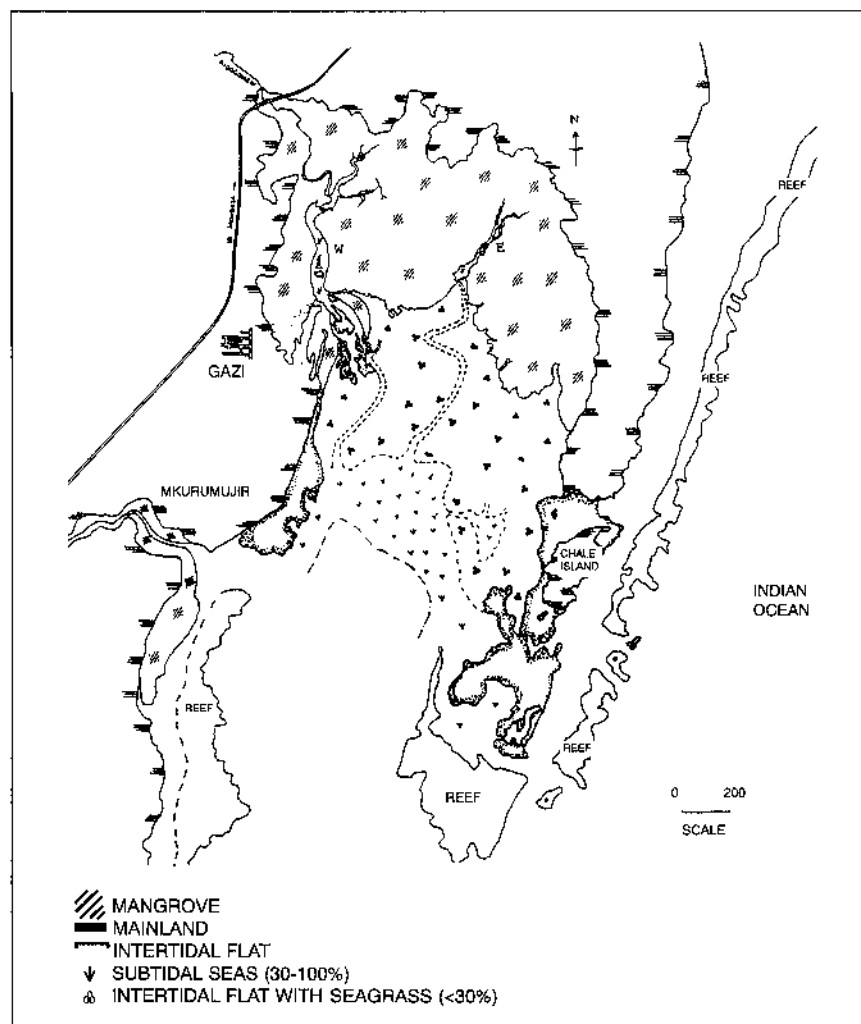 N
REEF
W
E
REEF
GAZI
MKURUMUJIR
CHALE
ISLAND
INDIAN
OCEAN
REEF
REEF
REEF
0 200
SCALE
MANGROVE
MAINLAND
INTERTIDAL FLAT
SUBTIDAL SEAS (30-100%)
INTERTIDAL FLAT WITH SEAGRASS (<30%)